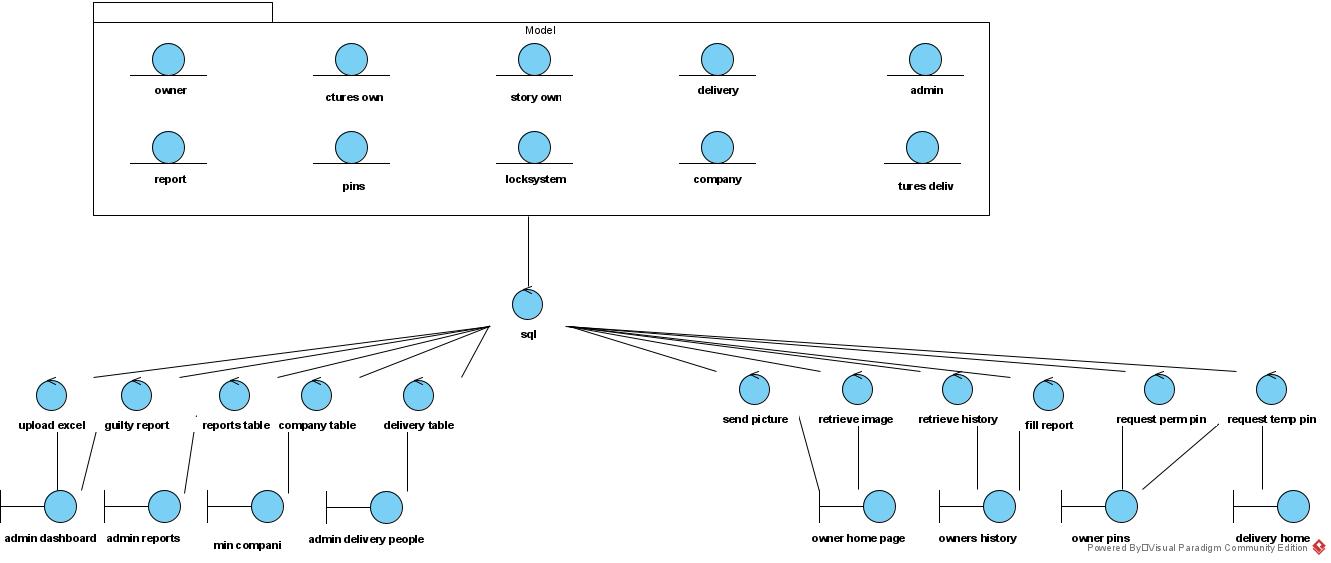 Model
owner
ctures own
story own
delivery
admin
report
pins
locksystem
company
tures deliv
sql
upload excel
guilty report
reports table
company table
delivery table
send picture
retrieve image
retrieve history
fill report
request perm pin
request temp pin
admin dashboard
admin reports
min compani
admin delivery people
owner home page
owners history
owner pins
delivery home
Powered By□Visual Paradigm Community Edition